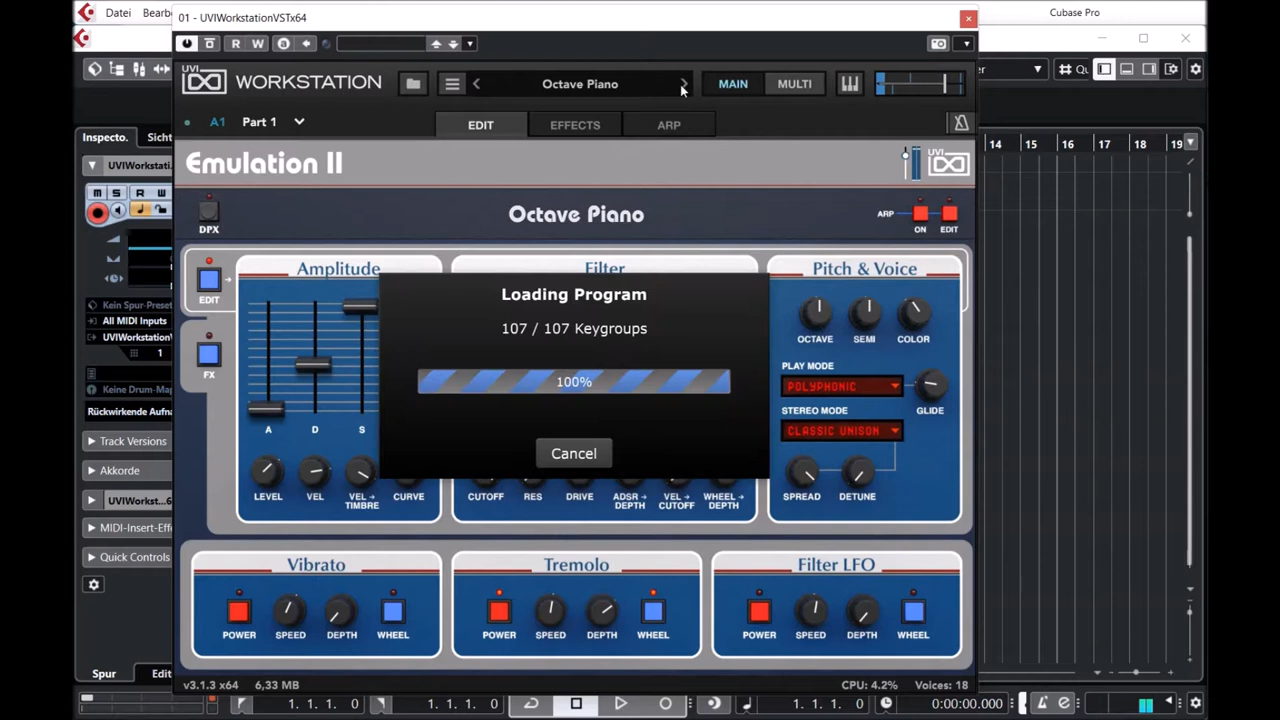 Datei
Bearb
Cubase Pro
01 - UVIWorkstationVSTx64
R W
UVI WORKSTATION
Octave Piano
MAIN
MULTI
A1 Part 1
EDIT
EFFECTS
ARP
Emulation II
UVI
DPX
Octave Piano
ARP
ON
EDIT
Amplitude
Filter
Pitch & Voice
EDIT
FX
Loading Program
107 / 107 Keygroups
100%
Cancel
A
D
S
OCTAVE
SEMI
COLOR
PLAY MODE
POLYPHONIC
GLIDE
STEREO MODE
CLASSIC UNISON
LEVEL
VEL
VEL→ TIMBRE
CURVE
CUTOFF
RES
DRIVE
ADSR→ DEPTH
VEL→ CUTOFF
WHEEL→ DEPTH
SPREAD
DETUNE
Vibrato
Tremolo
Filter LFO
POWER
SPEED
DEPTH
WHEEL
POWER
SPEED
DEPTH
WHEEL
POWER
SPEED
DEPTH
WHEEL
v3.1.3 x64
6,33 MB
CPU: 4.2%
Voices: 18
Inspecto.
Sicht
UVIWorkstati.
m S R W
Kein Spur-Preset
All MIDI Inputs
UVIWorkstationV
1
Keine Drum-Ma
Rückwirkende Aufna
Track Versions
Akkorde
UVIWorkst...6
MIDI-Insert-Effe
Quick Controls
Spur
Edit
14
15
16
17
18
19
1. 1. 1. 0
1. 1. 1. 0
1. 1. 1. 0
0:00:00.000